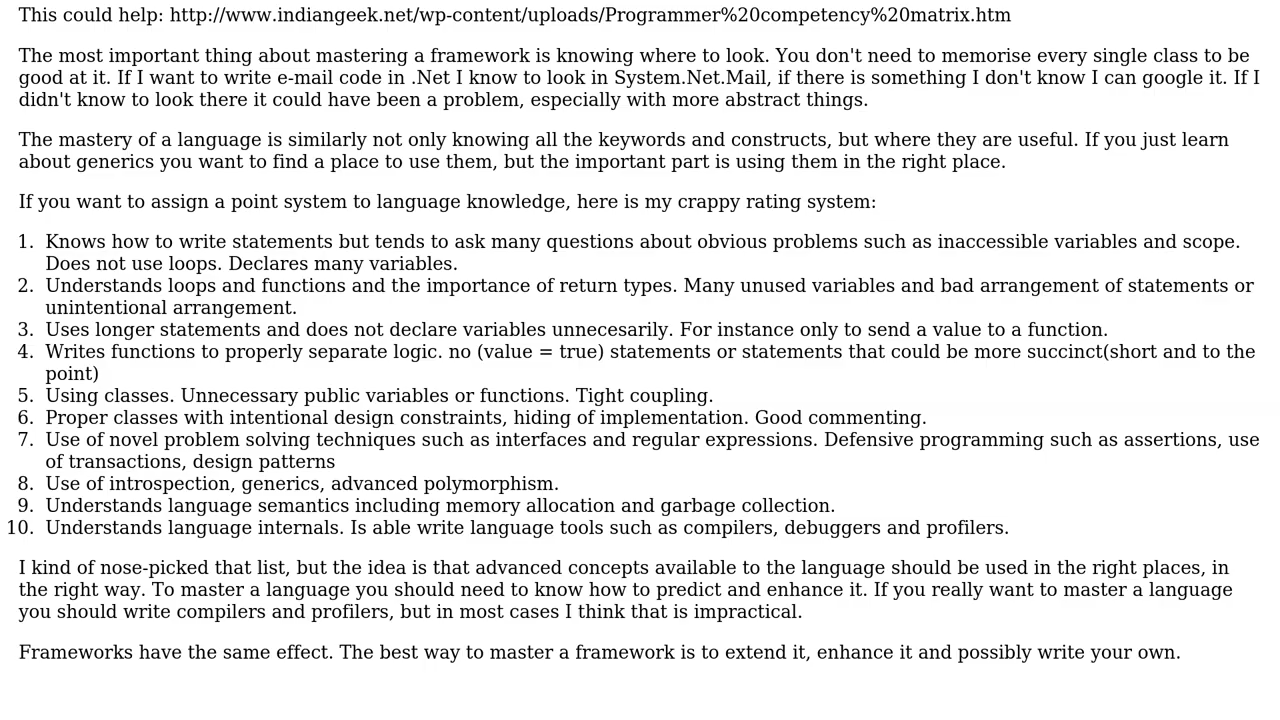 This could help: http://www.indiangeek.net/wp-content/uploads/Programmer%20competency%20matrix.htm
The most important thing about mastering a framework is knowing where to look. You don't need to memorise every single class to be
good at it. If I want to write e-mail code in .Net I know to look in System.Net.Mail, if there is something I don't know I can google it. If I
didn't know to look there it could have been a problem, especially with more abstract things.
The mastery of a language is similarly not only knowing all the keywords and constructs, but where they are useful. If you just learn
about generics you want to find a place to use them, but the important part is using them in the right place.
If you want to assign a point system to language knowledge, here is my crappy rating system:
1. Knows how to write statements but tends to ask many questions about obvious problems such as inaccessible variables and scope.
Does not use loops. Declares many variables.
2. Understands loops and functions and the importance of return types. Many unused variables and bad arrangement of statements or
unintentional arrangement.
3. Uses longer statements and does not declare variables unnecesarily. For instance only to send a value to a function.
4. Writes functions to properly separate logic. no (value = true) statements or statements that could be more succinct(short and to the
point)
5. Using classes. Unnecessary public variables or functions. Tight coupling.
6. Proper classes with intentional design constraints, hiding of implementation. Good commenting.
7. Use of novel problem solving techniques such as interfaces and regular expressions. Defensive programming such as assertions, use
of transactions, design patterns
8. Use of introspection, generics, advanced polymorphism.
9. Understands language semantics including memory allocation and garbage collection.
10. Understands language internals. Is able write language tools such as compilers, debuggers and profilers.
I kind of nose-picked that list, but the idea is that advanced concepts available to the language should be used in the right places, in
the right way. To master a language you should need to know how to predict and enhance it. If you really want to master a language
you should write compilers and profilers, but in most cases I think that is impractical.
Frameworks have the same effect. The best way to master a framework is to extend it, enhance it and possibly write your own.